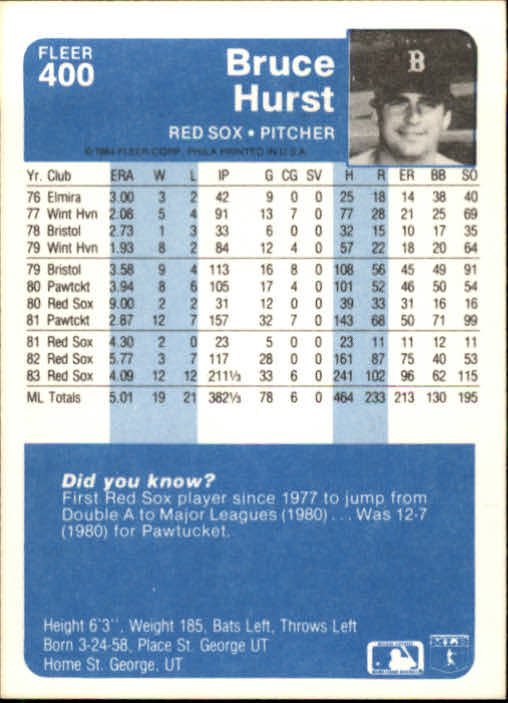 FLEER
400
Bruce
Hurst
RED SOX • PITCHER
© 1984 FLEER CORP., PHILA PRINTED IN U.S.A.
B
Yr. Club ERA W L IP G CG SV H R ER BB SO
76 Elmira 3.00 3 2 42 9 0 0 25 18 14 38 40
77 Wint Hvn 2.08 5 4 91 13 7 0 77 28 21 25 69
78 Bristol 2.73 1 3 33 6 0 0 32 15 10 17 35
79 Wint Hvn 1.93 8 2 84 12 4 0 57 22 18 20 64
79 Bristol 3.58 9 4 113 16 8 0 108 56 45 49 91
80 Pawtckt 3.94 8 6 105 17 4 0 101 52 46 50 54
80 Red Sox 9.00 2 2 31 12 0 0 39 33 31 16 16
81 Pawtckt 2.87 12 7 157 32 7 0 143 68 50 71 99
81 Red Sox 4.30 2 0 23 5 0 0 23 11 11 12 11
82 Red Sox 5.77 3 7 117 28 0 0 161 87 75 40 53
83 Red Sox 4.09 12 12 211⅓ 33 6 0 241 102 96 62 115
ML Totals 5.01 19 21 382⅓ 78 6 0 464 233 213 130 195
Did you know?
First Red Sox player since 1977 to jump from
Double A to Major Leagues (1980) . . . Was 12-7
(1980) for Pawtucket.
Height 6'3'', Weight 185, Bats Left, Throws Left
Born 3-24-58, Place St. George UT
Home St. George, UT